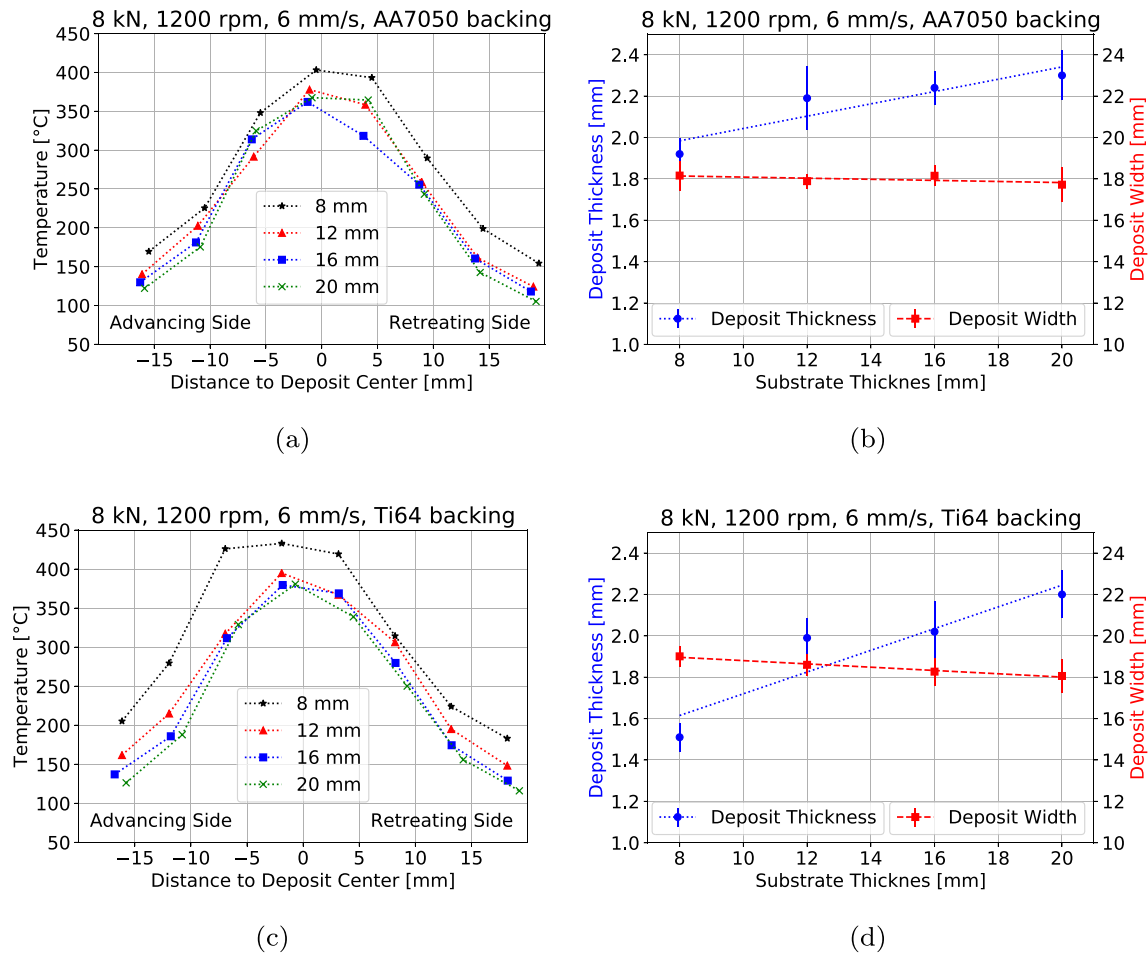 8 kN, 1200 rpm, 6 mm/s, AA7050 backing
450
400
350
300
250
200
150
100
50
Temperature [°C]
8 mm
12 mm
16 mm
20 mm
Advancing Side
Retreating Side
−15
−10
−5
0
5
10
15
Distance to Deposit Center [mm]
(a)
8 kN, 1200 rpm, 6 mm/s, AA7050 backing
2.4
2.2
2.0
1.8
1.6
1.4
1.2
1.0
Deposit Thickness [mm]
24
22
20
18
16
14
12
10
Deposit Width [mm]
Deposit Thickness
Deposit Width
8
10
12
14
16
18
20
Substrate Thicknes [mm]
(b)
8 kN, 1200 rpm, 6 mm/s, Ti64 backing
450
400
350
300
250
200
150
100
50
Temperature [°C]
8 mm
12 mm
16 mm
20 mm
Advancing Side
Retreating Side
−15
−10
−5
0
5
10
15
Distance to Deposit Center [mm]
(c)
8 kN, 1200 rpm, 6 mm/s, Ti64 backing
2.4
2.2
2.0
1.8
1.6
1.4
1.2
1.0
Deposit Thickness [mm]
24
22
20
18
16
14
12
10
Deposit Width [mm]
Deposit Thickness
Deposit Width
8
10
12
14
16
18
20
Substrate Thicknes [mm]
(d)